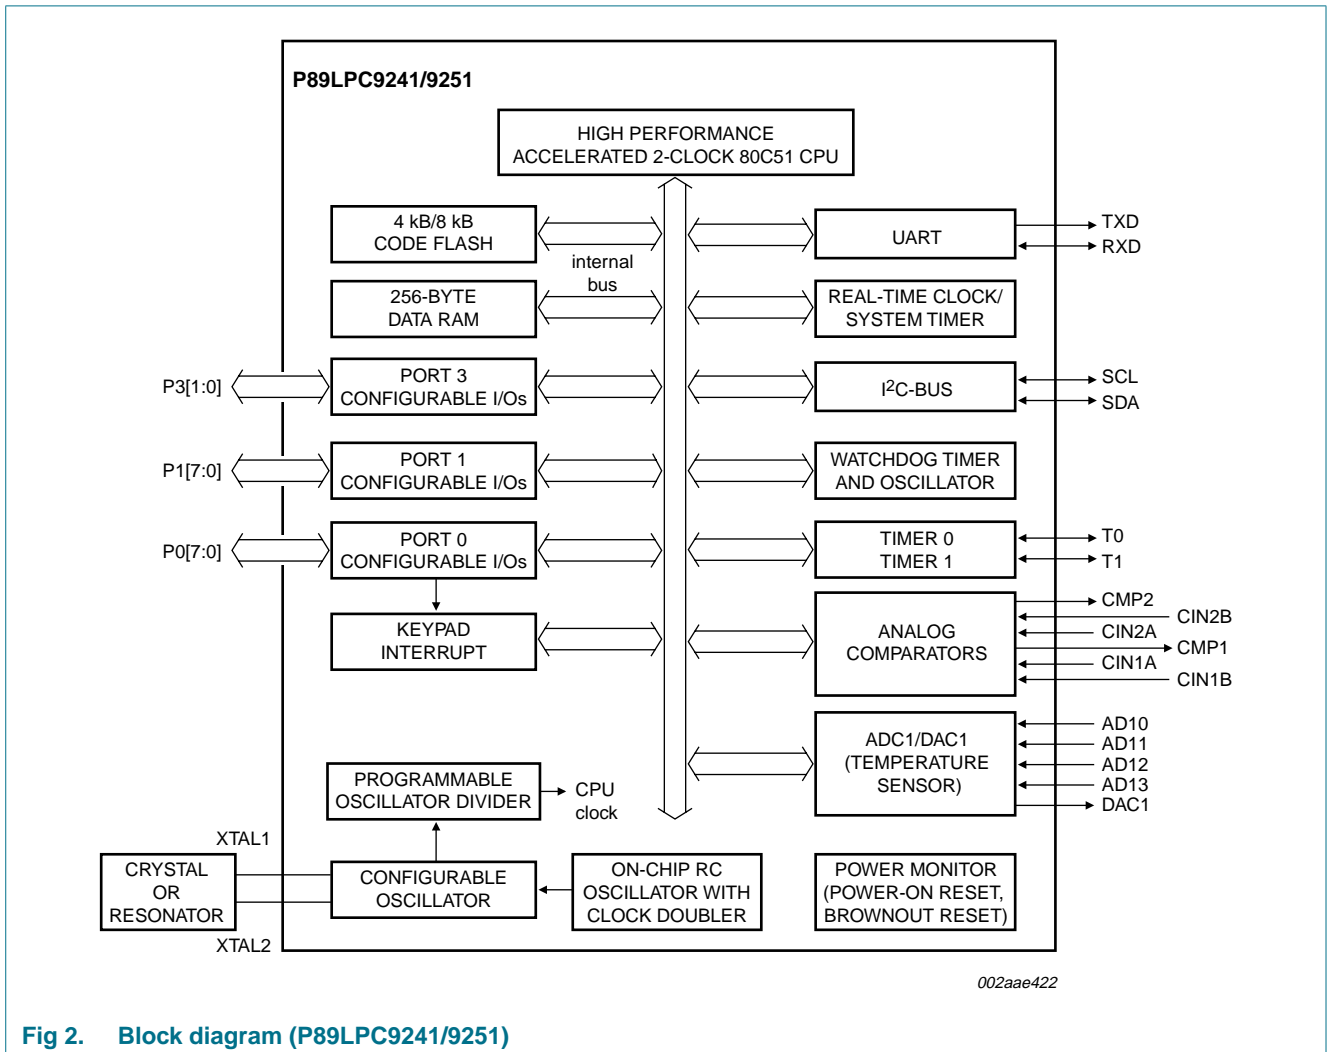 P89LPC9241/9251
HIGH PERFORMANCE
ACCELERATED 2-CLOCK 80C51 CPU
4 kB/8 kB
CODE FLASH
internal
bus
256-BYTE
DATA RAM
P3[1:0]
PORT 3
CONFIGURABLE I/Os
P1[7:0]
PORT 1
CONFIGURABLE I/Os
P0[7:0]
PORT 0
CONFIGURABLE I/Os
KEYPAD
INTERRUPT
PROGRAMMABLE
OSCILLATOR DIVIDER
CPU
clock
XTAL1
CRYSTAL
OR
RESONATOR
XTAL2
CONFIGURABLE
OSCILLATOR
ON-CHIP RC
OSCILLATOR WITH
CLOCK DOUBLER
UART
TXD
RXD
REAL-TIME CLOCK/
SYSTEM TIMER
I2C-BUS
SCL
SDA
WATCHDOG TIMER
AND OSCILLATOR
TIMER 0
TIMER 1
T0
T1
ANALOG
COMPARATORS
CMP2
CIN2B
CIN2A
CMP1
CIN1A
CIN1B
ADC1/DAC1
(TEMPERATURE
SENSOR)
AD10
AD11
AD12
AD13
DAC1
POWER MONITOR
(POWER-ON RESET,
BROWNOUT RESET)
002aae422
Fig 2. Block diagram (P89LPC9241/9251)